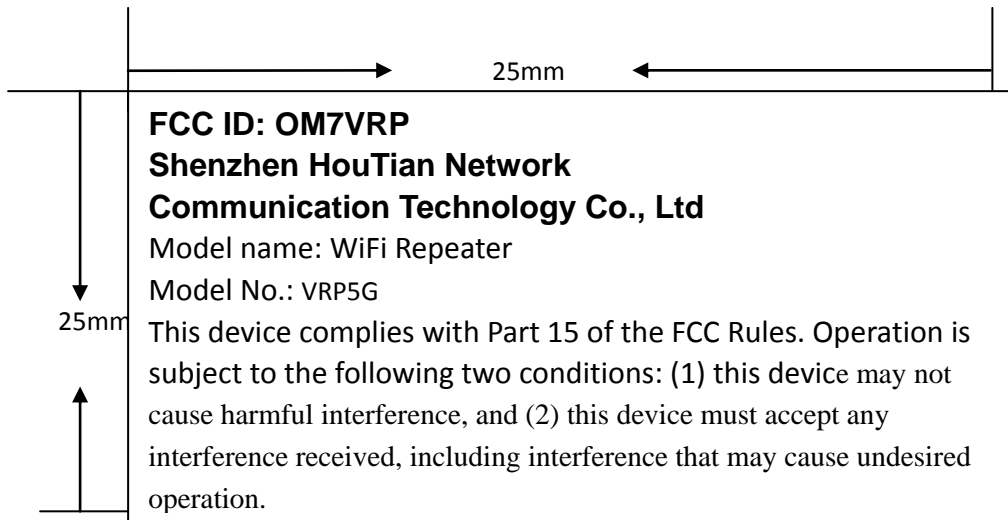 25mm
FCC ID: OM7VRP
Shenzhen HouTian Network
Communication Technology Co., Ltd
Model name: WiFi Repeater
Model No.: VRP5G
25mm
This device complies with Part 15 of the FCC Rules. Operation is
subject to the following two conditions: (1) this device may not
cause harmful interference, and (2) this device must accept any
interference received, including interference that may cause undesired
operation.